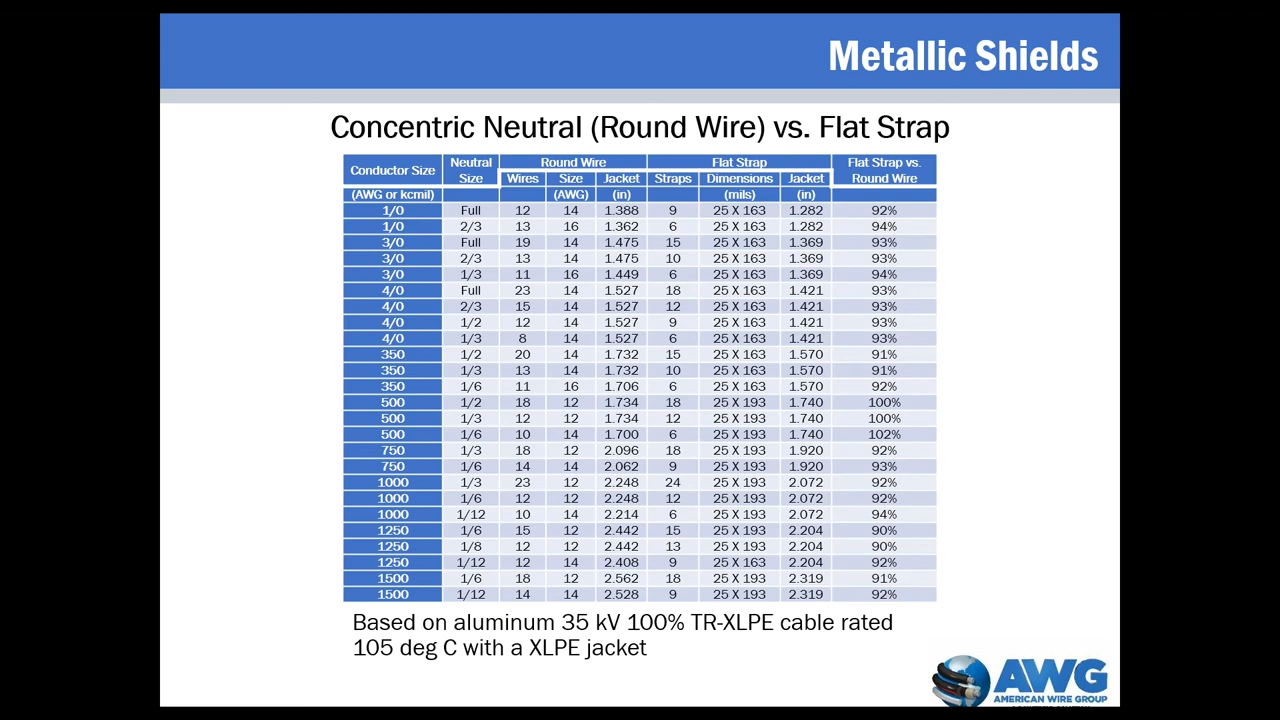 Metallic Shields
Concentric Neutral (Round Wire) vs. Flat Strap
Conductor Size Neutral Size Round Wire Flat Strap Flat Strap vs. Round Wire
Wires Size Jacket Straps Dimensions Jacket
(AWG or kcmil) (AWG) (in) (mils) (in)
1/0 Full 12 14 1.388 9 25 X 163 1.282 92%
1/0 2/3 13 16 1.362 6 25 X 163 1.282 94%
3/0 Full 19 14 1.475 15 25 X 163 1.369 93%
3/0 2/3 13 14 1.475 10 25 X 163 1.369 93%
3/0 1/3 11 16 1.449 6 25 X 163 1.369 94%
4/0 Full 23 14 1.527 18 25 X 163 1.421 93%
4/0 2/3 15 14 1.527 12 25 X 163 1.421 93%
4/0 1/2 12 14 1.527 9 25 X 163 1.421 93%
4/0 1/3 8 14 1.527 6 25 X 163 1.421 93%
350 1/2 20 14 1.732 15 25 X 163 1.570 91%
350 1/3 13 14 1.732 10 25 X 163 1.570 91%
350 1/6 11 16 1.706 6 25 X 163 1.570 92%
500 1/2 18 12 1.734 18 25 X 193 1.740 100%
500 1/3 12 12 1.734 12 25 X 193 1.740 100%
500 1/6 10 14 1.700 6 25 X 193 1.740 102%
750 1/3 18 12 2.096 18 25 X 193 1.920 92%
750 1/6 14 14 2.062 9 25 X 193 1.920 93%
1000 1/3 23 12 2.248 24 25 X 193 2.072 92%
1000 1/6 12 12 2.248 12 25 X 193 2.072 92%
1000 1/12 10 14 2.214 6 25 X 193 2.072 94%
1250 1/6 15 12 2.442 15 25 X 193 2.204 90%
1250 1/8 12 12 2.442 13 25 X 193 2.204 90%
1250 1/12 12 14 2.408 9 25 X 163 2.204 92%
1500 1/6 18 12 2.562 18 25 X 193 2.319 91%
1500 1/12 14 14 2.528 9 25 X 193 2.319 92%
Based on aluminum 35 kV 100% TR-XLPE cable rated
105 deg C with a XLPE jacket
AWG
AMERICAN WIRE GROUP